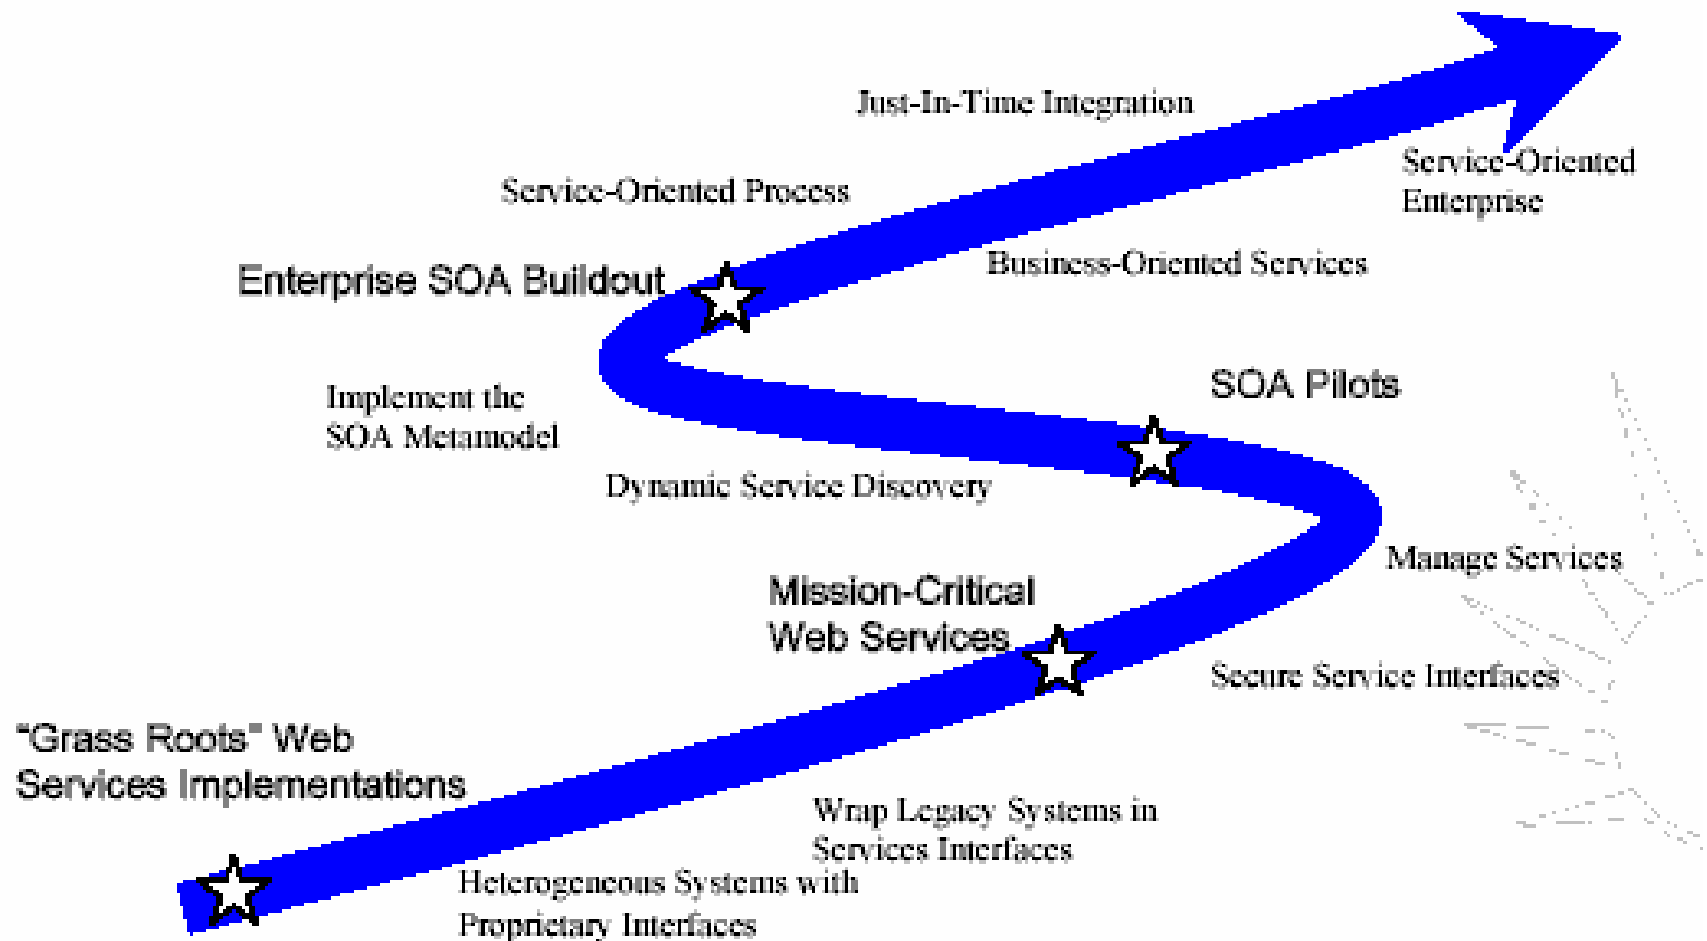 Just-In-Time Integration
Service-Oriented
Enterprise
Service-Oriented Process
Business-Oriented Services
Enterprise SOA Buildout
SOA Pilots
Implement the
SOA Metamodel
Dynamic Service Discovery
Manage Services
Mission-Critical
Web Services
Secure Service Interfaces
"Grass Roots" Web
Services Implementations
Wrap Legacy Systems in
Services Interfaces
Heterogeneous Systems with
Proprietary Interfaces